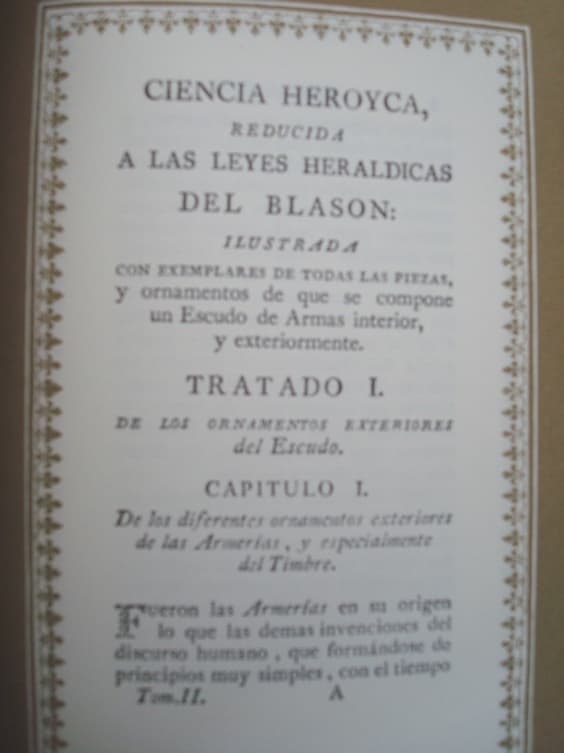 CIENCIA HEROYCA,
REDUCIDA
A LAS LEYES HERALDICAS
DEL BLASON:
ILUSTRADA
CON EXEMPLARES DE TODAS LAS PIEZAS,
y ornamentos de que se compone
un Escudo de Armas interior,
y exteriormente.
TRATADO I.
DE LOS ORNAMENTOS EXTERIORES
del Escudo.
CAPITULO I.
De los diferentes ornamentos exteriores
de las Armerías, y especialmente
del Timbre.
Fueron las Armerías en su origen
lo que las demas invenciones del
discurso humano, que formándose de
principios muy simples, con el tiempo
Tom.II. A